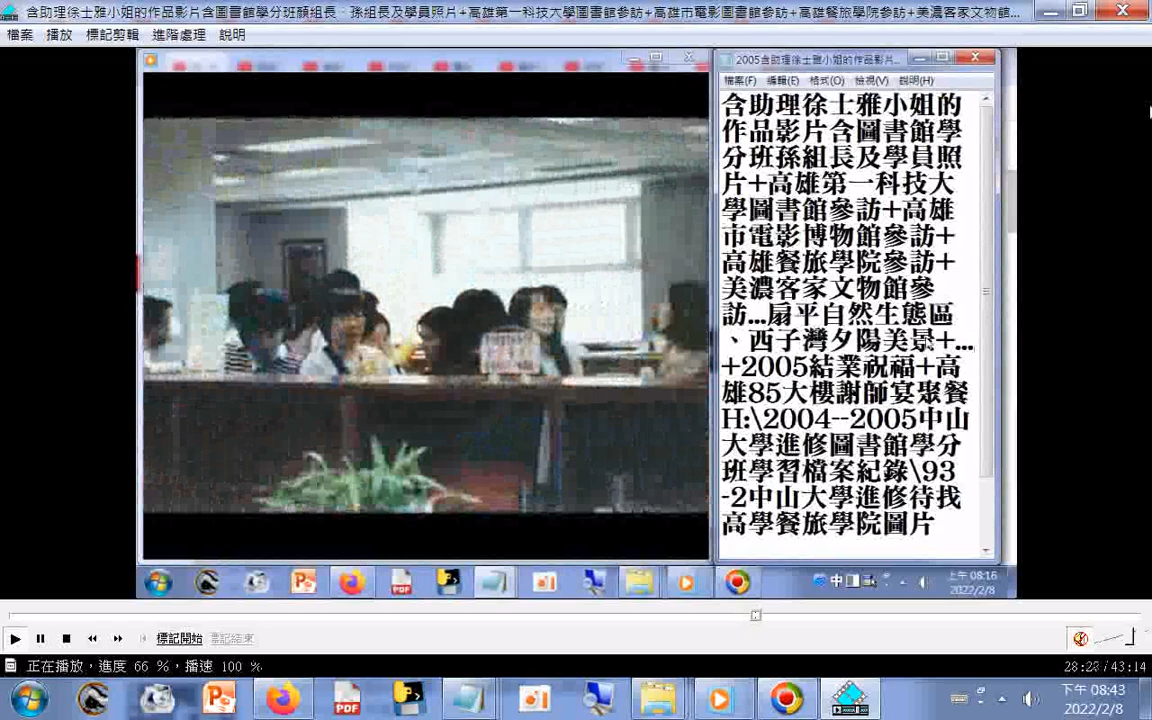 含助理徐士雅小姐的作品影片含圖書館學分班顏組長、孫組長及學員照片+高雄第一科技大學圖書館參訪+高雄市電影圖書館參訪+高雄餐旅學院參訪+美濃客家文物館...
檔案 播放 標記剪輯 進階處理 說明
2005含助理徐士雅小姐的作品影片...
檔案(F) 編輯(E) 格式(O) 檢視(V) 說明(H)
含助理徐士雅小姐的
作品影片含圖書館學
分班孫組長及學員照
片+高雄第一科技大
學圖書館參訪+高雄
市電影博物館參訪+
高雄餐旅學院參訪+
美濃客家文物館參
訪...扇平自然生態區
、西子灣夕陽美景+...
+2005結業祝福+高
雄85大樓謝師宴聚餐
H:\2004--2005中山
大學進修圖書館學分
班學習檔案紀錄\93
-2中山大學進修待找
高學餐旅學院圖片
中
上午 08:16
2022/2/8
標記開始 標記結束
正在播放，進度 66 %，播速 100 %.
28:28/43:14
下午 08:43
2022/2/8